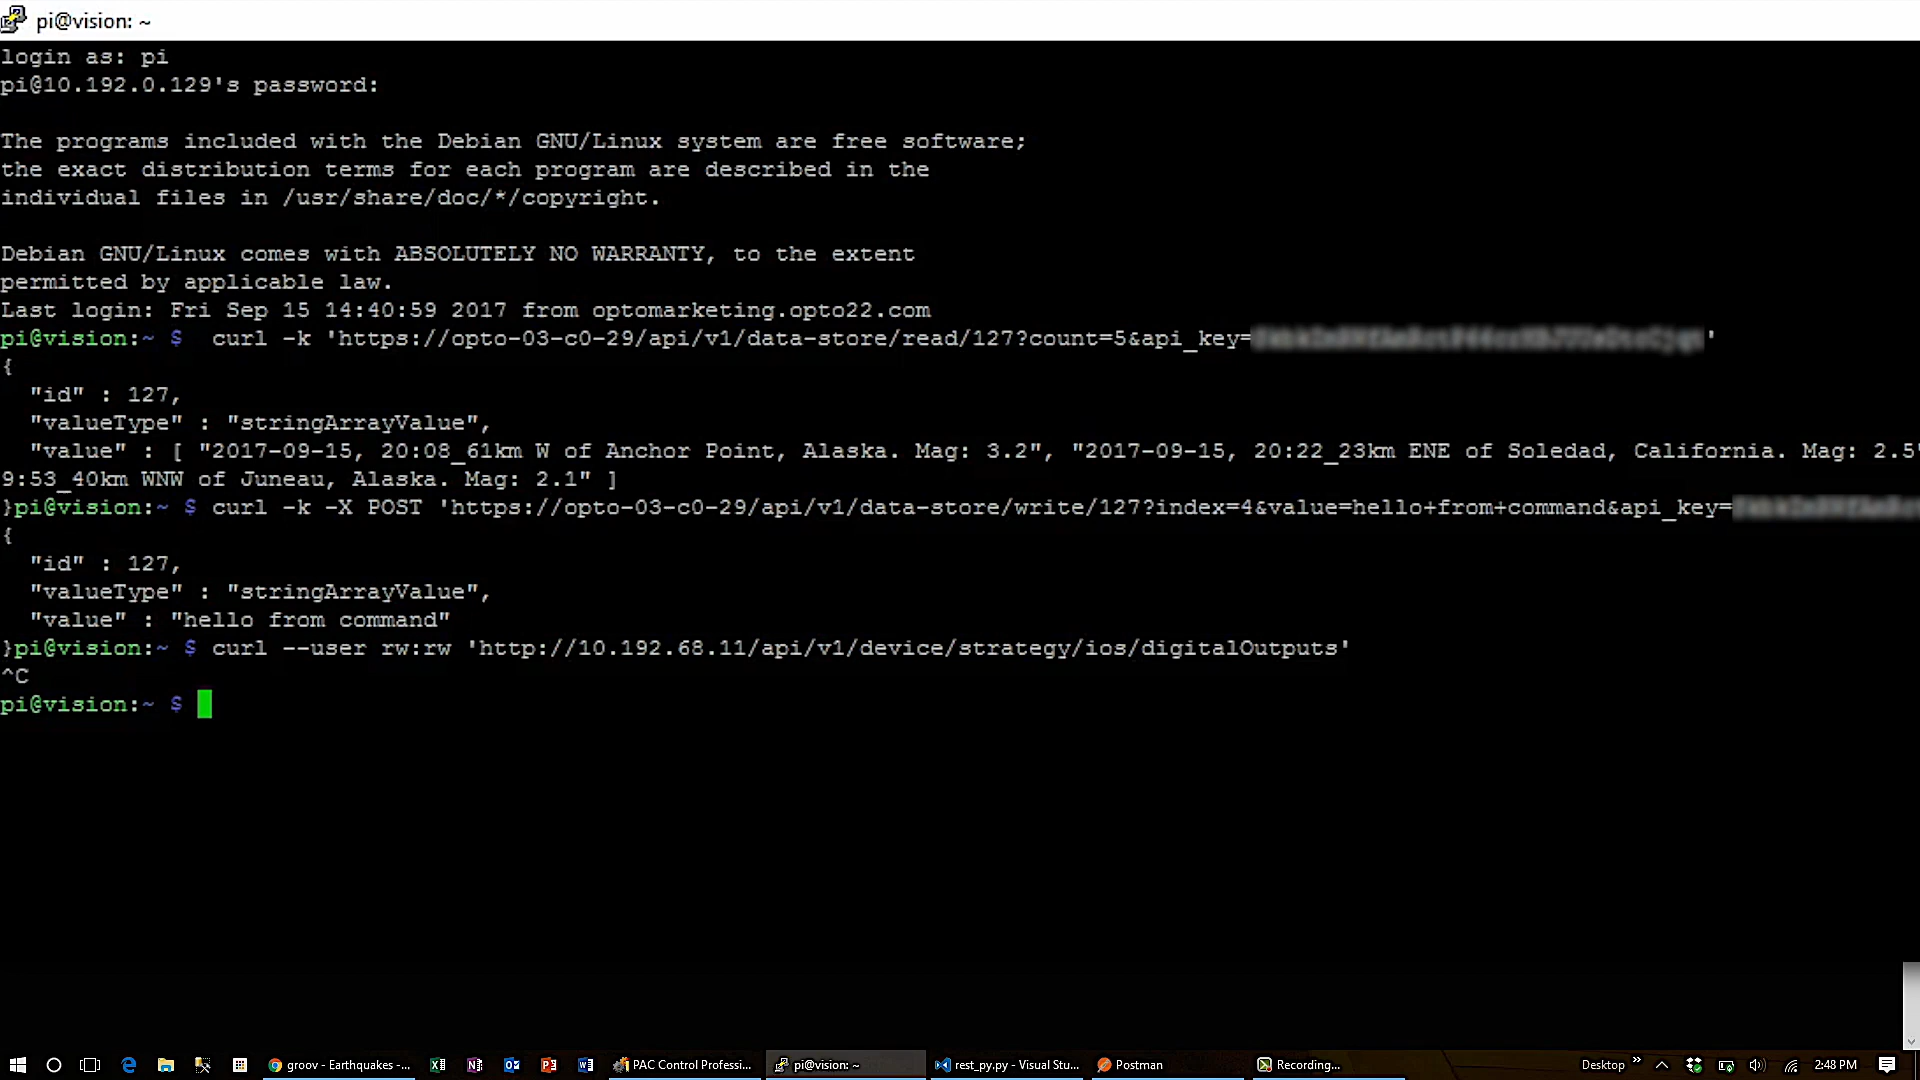 pi@vision: ~
login as: pi
pi@10.192.0.129's password:
The programs included with the Debian GNU/Linux system are free software;
the exact distribution terms for each program are described in the
individual files in /usr/share/doc/*/copyright.
Debian GNU/Linux comes with ABSOLUTELY NO WARRANTY, to the extent
permitted by applicable law.
Last login: Fri Sep 15 14:40:59 2017 from optomarketing.opto22.com
pi@vision:~ $  curl -k 'https://opto-03-c0-29/api/v1/data-store/read/127?count=5&api_key='
{
  "id" : 127,
  "valueType" : "stringArrayValue",
  "value" : [ "2017-09-15, 20:08_61km W of Anchor Point, Alaska. Mag: 3.2", "2017-09-15, 20:22_23km ENE of Soledad, California. Mag: 2.5"
9:53_40km WNW of Juneau, Alaska. Mag: 2.1" ]
}pi@vision:~ $ curl -k -X POST 'https://opto-03-c0-29/api/v1/data-store/write/127?index=4&value=hello+from+command&api_key=
{
  "id" : 127,
  "valueType" : "stringArrayValue",
  "value" : "hello from command"
}pi@vision:~ $ curl --user rw:rw 'http://10.192.68.11/api/v1/device/strategy/ios/digitalOutputs'
^C
pi@vision:~ $
groov - Earthquakes -... PAC Control Professi... pi@vision: ~ rest_py.py - Visual Stu... Postman Recording... Desktop 2:48 PM